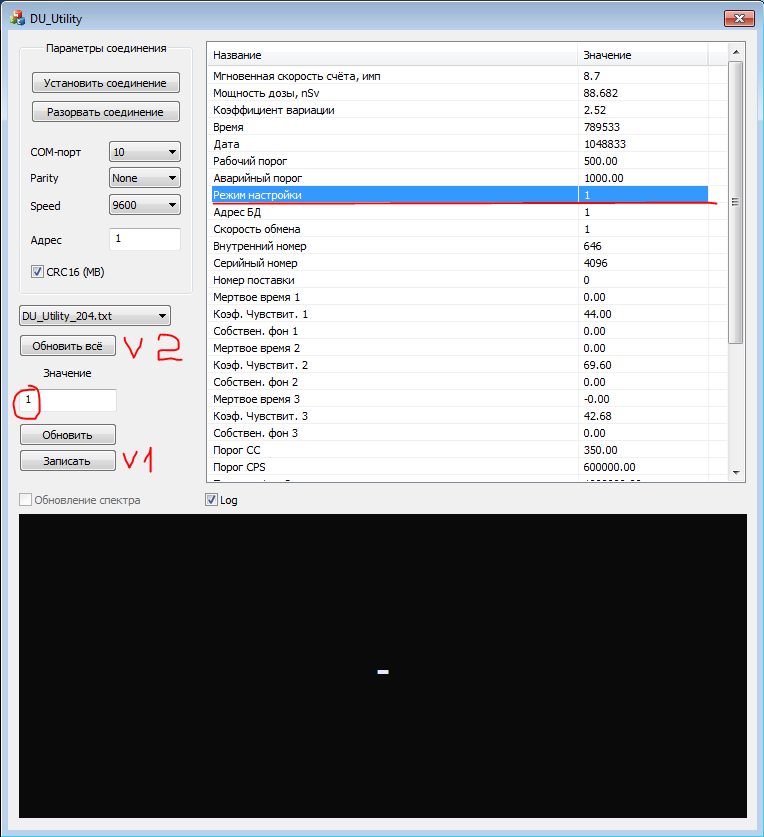 DU_Utility
Параметры соединения
Установить соединение
Разорвать соединение
COM-порт 10
Parity None
Speed 9600
Адрес 1
CRC16 (MB)
DU_Utility_204.txt
Обновить всё V 2
Значение
1
Обновить
Записать V1
Название Значение
Мгновенная скорость счёта, имп 8.7
Мощность дозы, nSv 88.682
Коэффициент вариации 2.52
Время 789533
Дата 1048833
Рабочий порог 500.00
Аварийный порог 1000.00
Режим настройки 1
Адрес БД 1
Скорость обмена 1
Внутренний номер 646
Серийный номер 4096
Номер поставки 0
Мертвое время 1 0.00
Коэф. Чувствит. 1 44.00
Собствен. фон 1 0.00
Мертвое время 2 0.00
Коэф. Чувствит. 2 69.60
Собствен. фон 2 0.00
Мертвое время 3 -0.00
Коэф. Чувствит. 3 42.68
Собствен. фон 3 0.00
Порог СС 350.00
Порог CPS 600000.00
Обновление спектра
Log